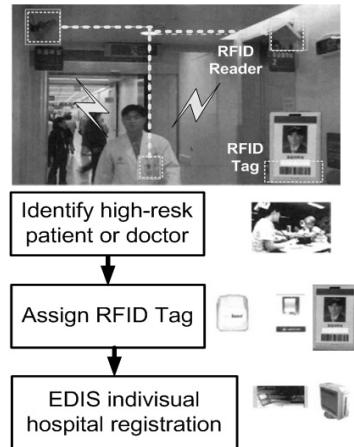 RFID
Reader
RFID
Tag
Identify high-resk
patient or doctor
Assign RFID Tag
EDIS indivisual
hospital registration